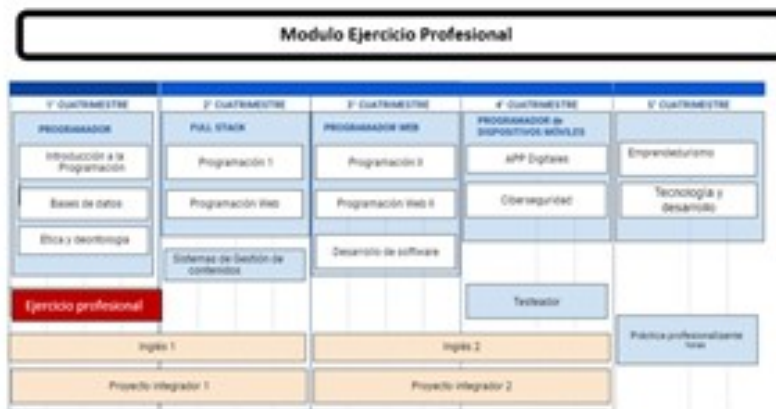 Modulo Ejercicio Profesional
1° CUATRIMESTRE
2° CUATRIMESTRE
3° CUATRIMESTRE
4° CUATRIMESTRE
5° CUATRIMESTRE
PROGRAMADOR
FULL STACK
PROGRAMADOR WEB
PROGRAMADOR de
DISPOSITIVOS MÓVILES
Introducción a la
Programación
Programación 1
Programación II
APP Digitales
Emprendedurismo
Bases de datos
Programación Web
Programación Web II
Ciberseguridad
Tecnología y
desarrollo
Ética y deontología
Sistemas de Gestión de
contenidos
Desarrollo de software
Ejercicio profesional
Testeador
Práctica profesionalizante
horas
Inglés 1
Inglés 2
Proyecto integrador 1
Proyecto integrador 2